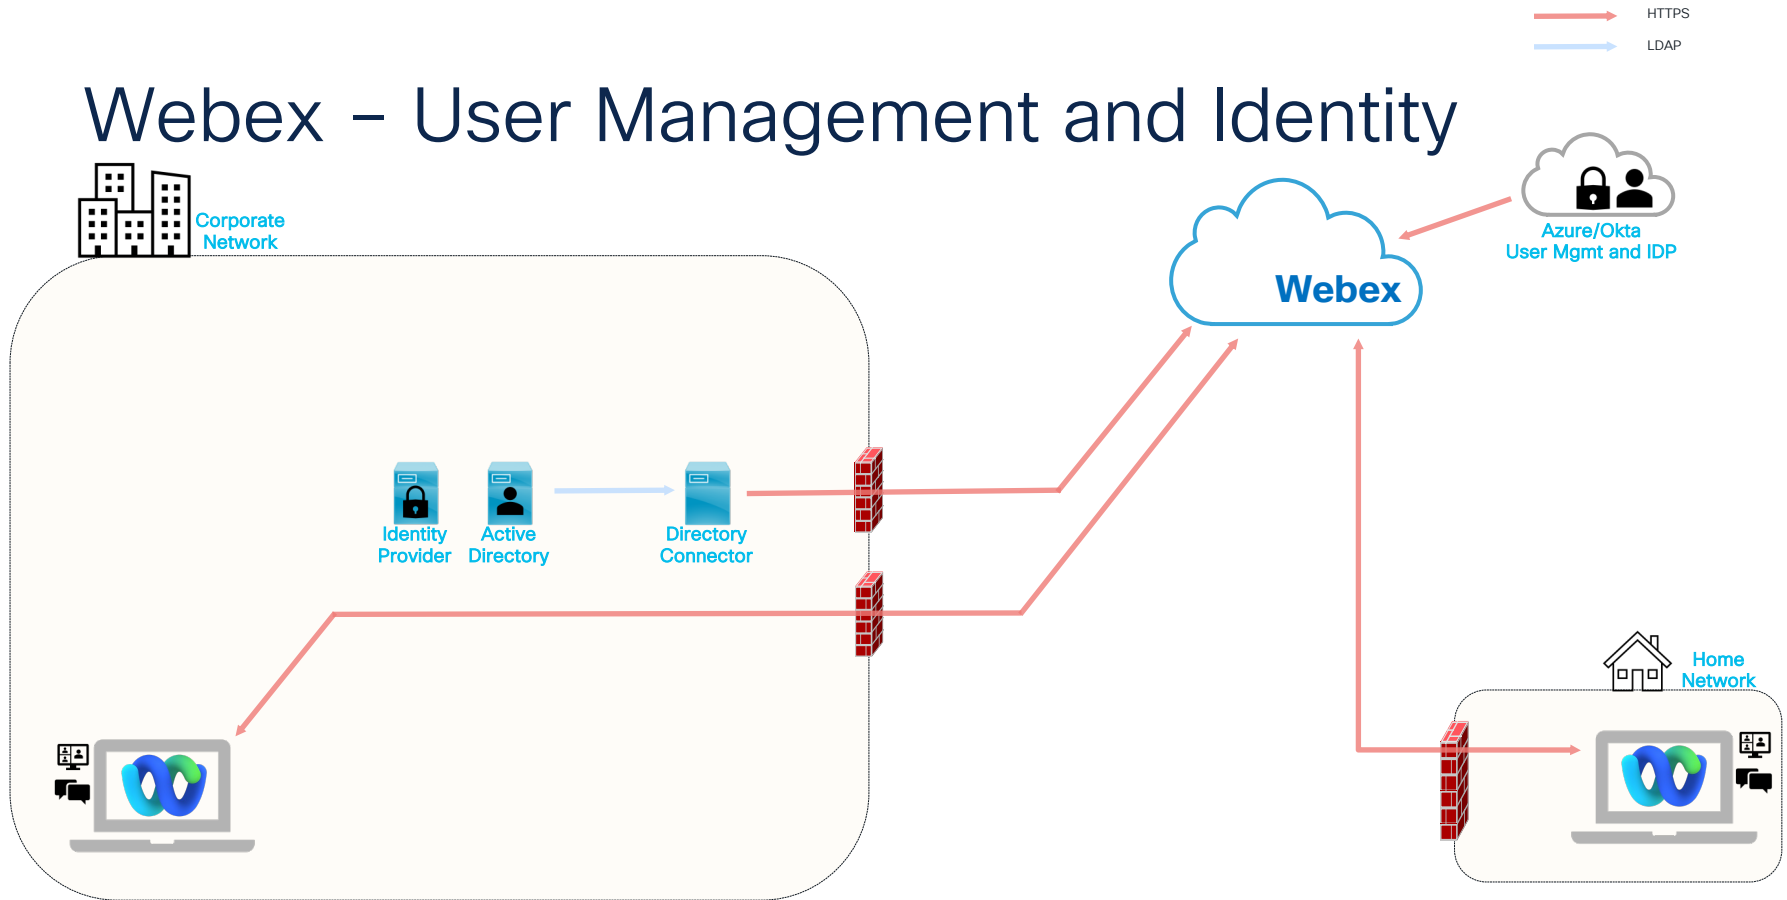 HTTPS
LDAP
Webex – User Management and Identity
Corporate
Network
Azure/Okta
User Mgmt and IDP
Webex
Identity
Provider
Active
Directory
Directory
Connector
Home
Network